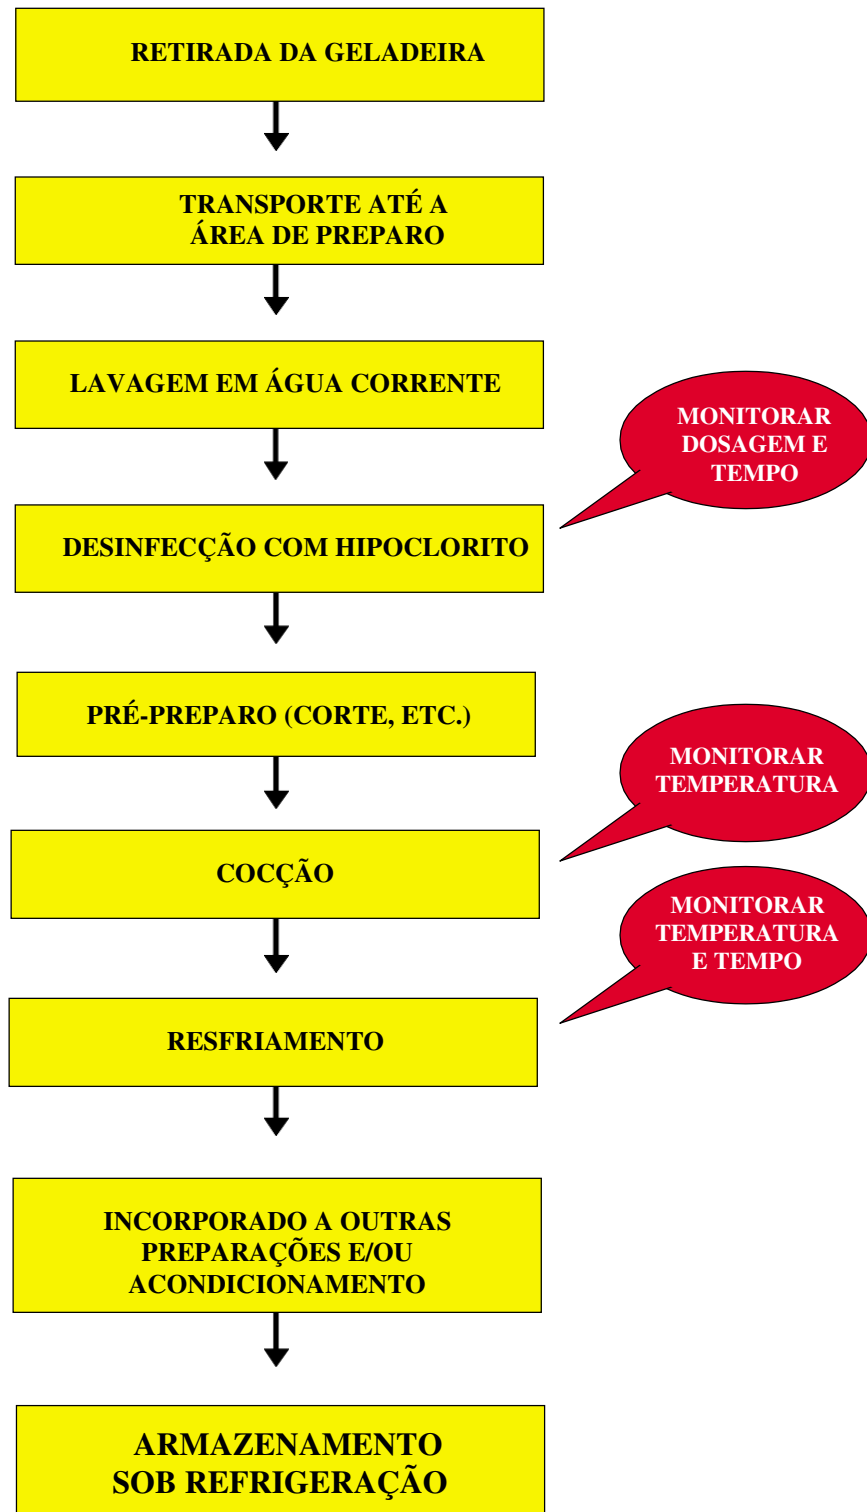 RETIRADA DA GELADEIRA
TRANSPORTE ATÉ A
ÁREA DE PREPARO
LAVAGEM EM ÁGUA CORRENTE
MONITORAR
DOSAGEM E
TEMPO
DESINFECÇÃO COM HIPOCLORITO
PRÉ-PREPARO (CORTE, ETC.)
MONITORAR
TEMPERATURA
COCÇÃO
MONITORAR
TEMPERATURA
E TEMPO
RESFRIAMENTO
INCORPORADO A OUTRAS
PREPARAÇÕES E/OU
ACONDICIONAMENTO
ARMAZENAMENTO
SOB REFRIGERAÇÃO